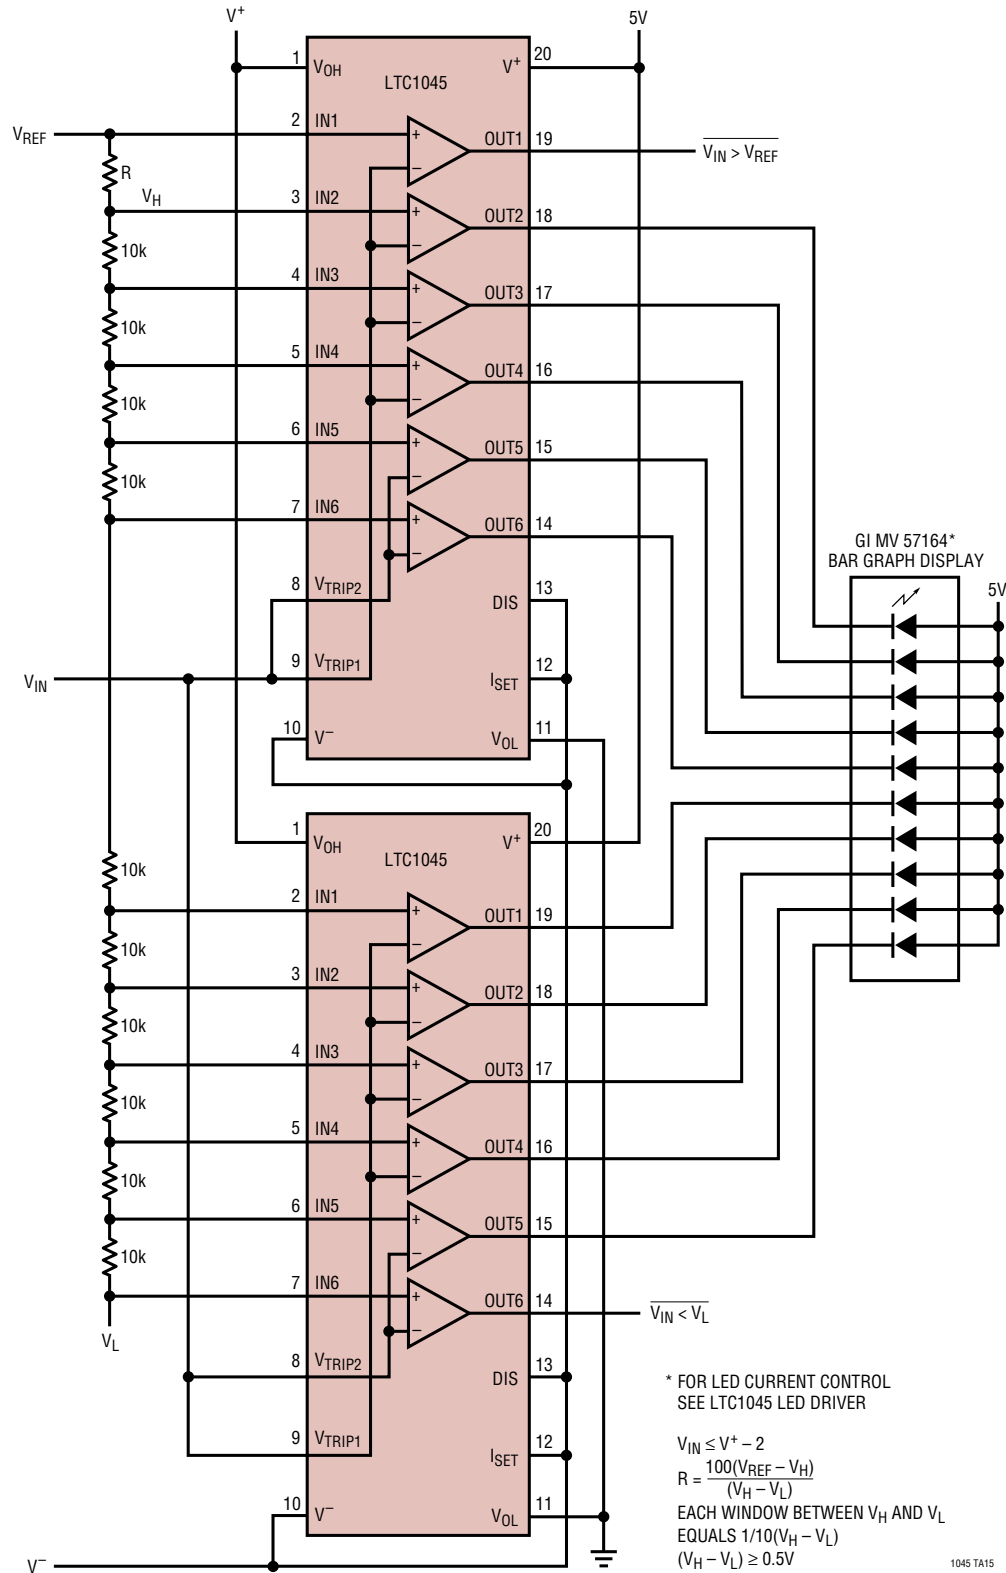 V+
5V
1
VOH
LTC1045
V+
20
VREF
2
IN1
+
–
OUT1
19
VIN > VREF
R
VH
3
IN2
+
–
OUT2
18
10k
4
IN3
+
–
OUT3
17
10k
5
IN4
+
–
OUT4
16
10k
6
IN5
+
–
OUT5
15
10k
7
IN6
+
–
OUT6
14
GI MV 57164*
BAR GRAPH DISPLAY
5V
8
VTRIP2
DIS
13
VIN
9
VTRIP1
ISET
12
10
V–
VOL
11
1
VOH
LTC1045
V+
20
10k
2
IN1
+
–
OUT1
19
10k
3
IN2
+
–
OUT2
18
10k
4
IN3
+
–
OUT3
17
10k
5
IN4
+
–
OUT4
16
10k
6
IN5
+
–
OUT5
15
10k
7
IN6
+
–
OUT6
14
VIN < VL
VL
8
VTRIP2
DIS
13
9
VTRIP1
ISET
12
10
V–
VOL
11
V–
* FOR LED CURRENT CONTROL
SEE LTC1045 LED DRIVER
VIN ≤ V+ – 2
R = 100(VREF – VH)
(VH – VL)
EACH WINDOW BETWEEN VH AND VL
EQUALS 1/10(VH – VL)
(VH – VL) ≥ 0.5V
1045 TA15